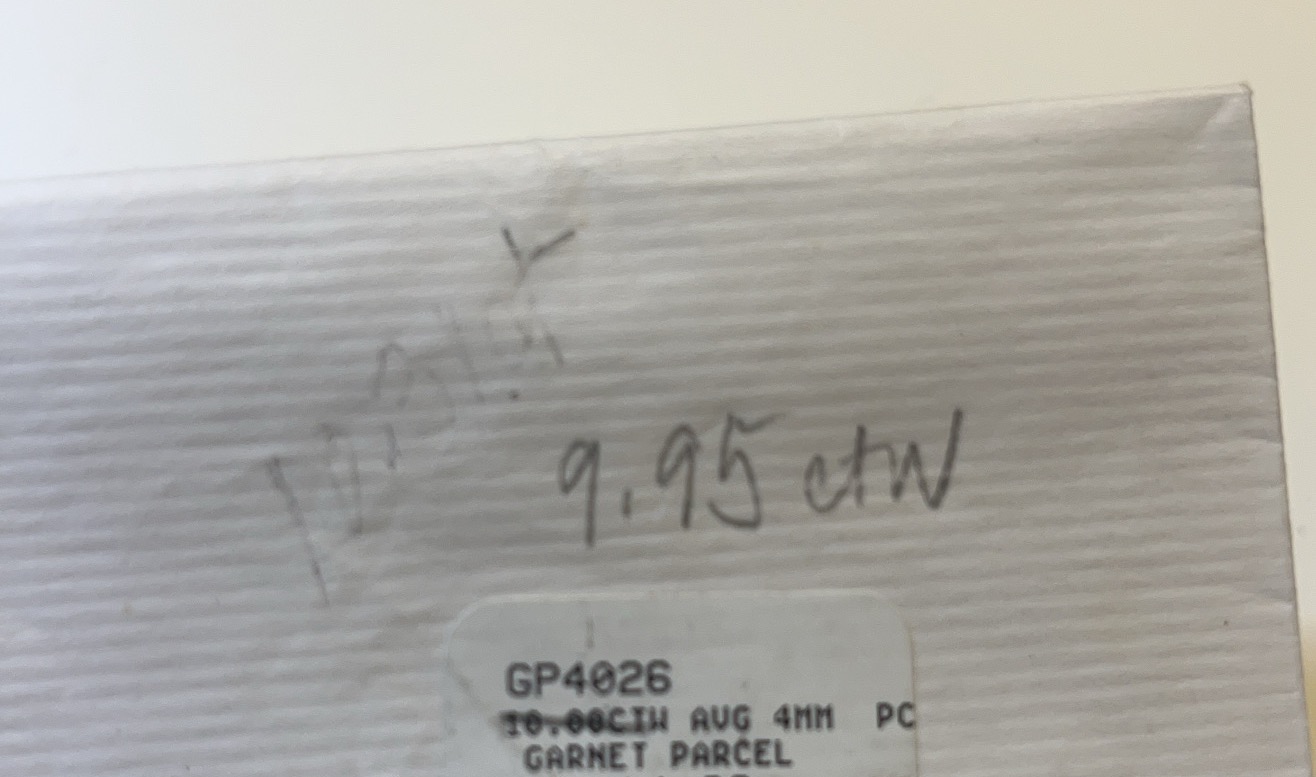 9.95 ctw
GP4026
10.00CTW AVG 4MM PC
GARNET PARCEL